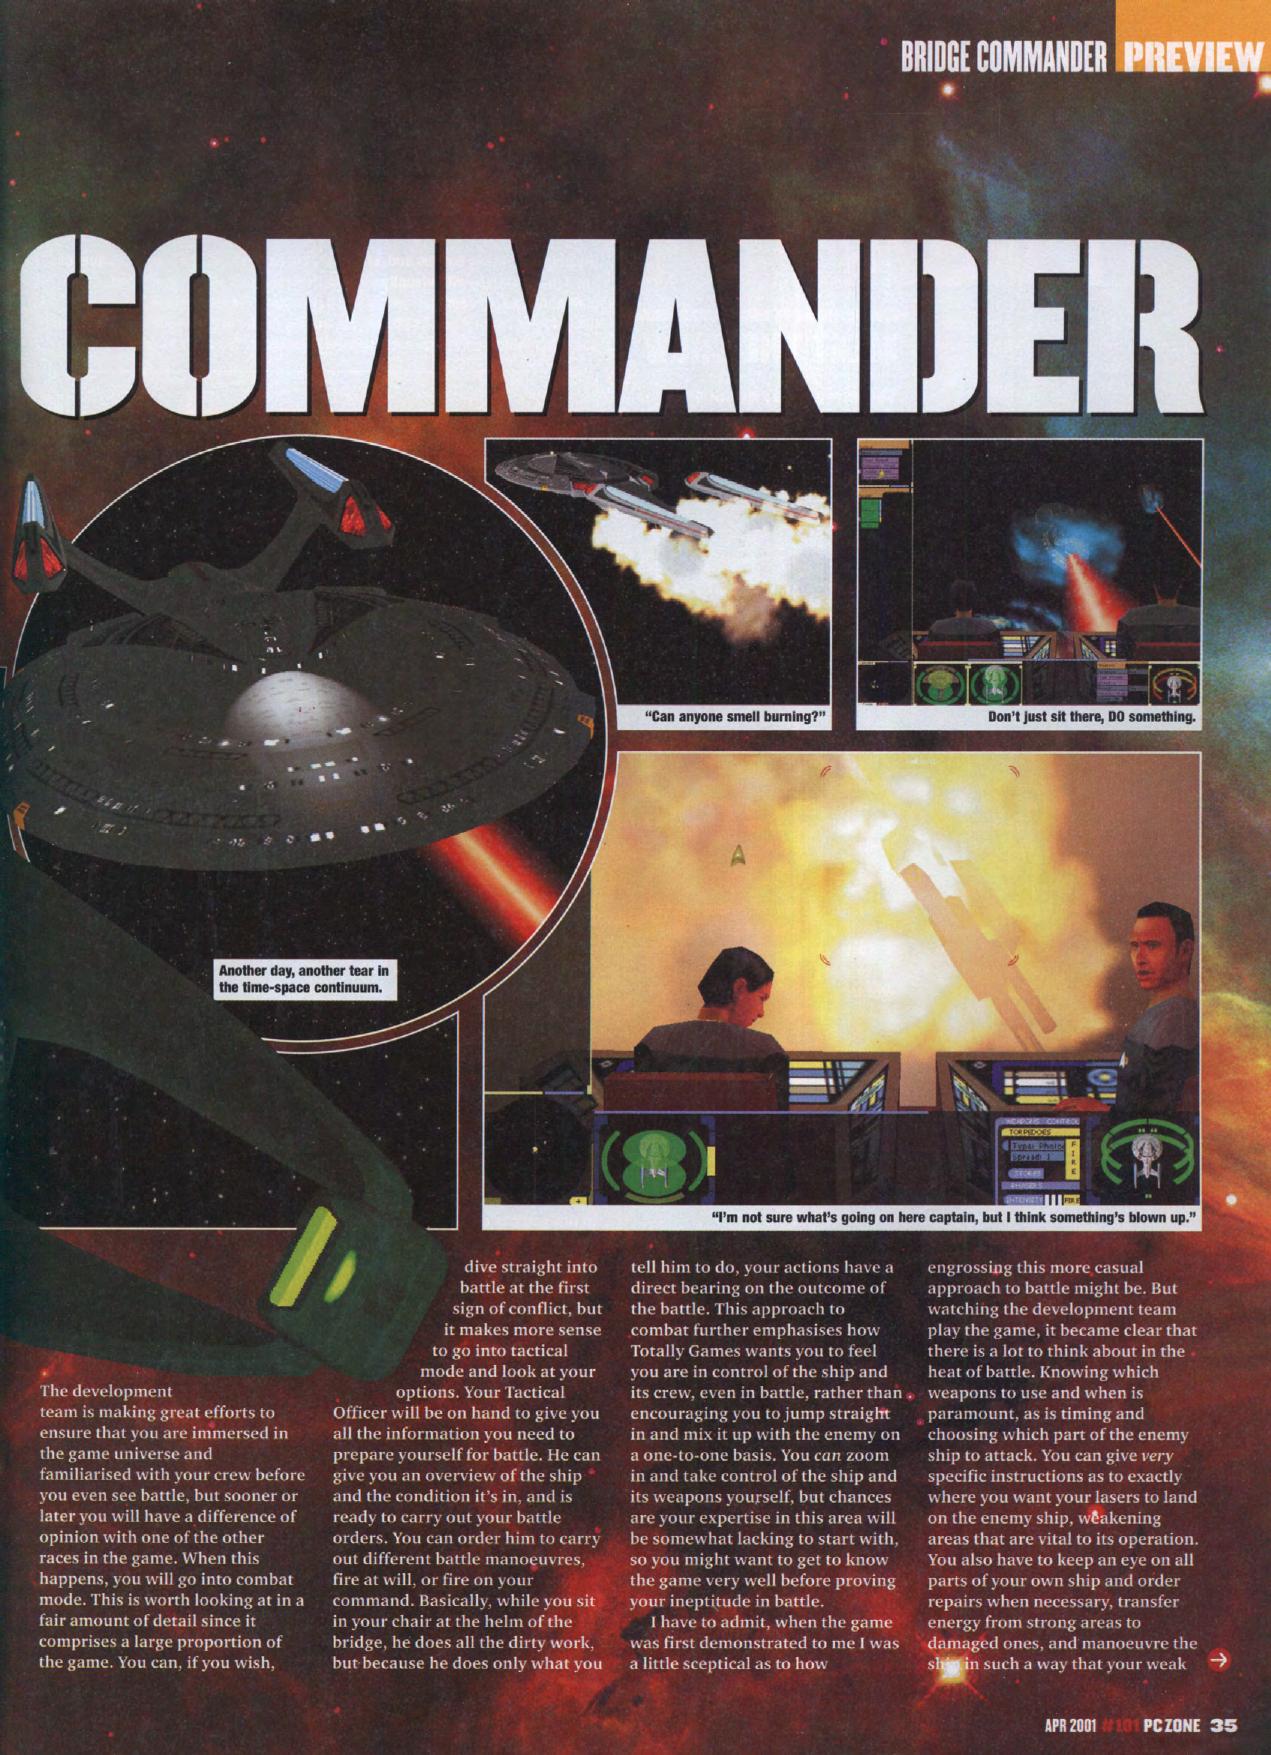 BRIDGE COMMANDER PREVIEW
COMMANDER
"Can anyone smell burning?"
Don't just sit there, DO something.
Another day, another tear in
the time-space continuum.
WEAPONS CONTROL
TORPEDOES
Type: Photon
Spread: 1
FIRE
STORES
PHASERS
INTENSITY FIRE
"I'm not sure what's going on here captain, but I think something's blown up."
The development
team is making great efforts to
ensure that you are immersed in
the game universe and
familiarised with your crew before
you even see battle, but sooner or
later you will have a difference of
opinion with one of the other
races in the game. When this
happens, you will go into combat
mode. This is worth looking at in a
fair amount of detail since it
comprises a large proportion of
the game. You can, if you wish,
dive straight into
battle at the first
sign of conflict, but
it makes more sense
to go into tactical
mode and look at your
options. Your Tactical
Officer will be on hand to give you
all the information you need to
prepare yourself for battle. He can
give you an overview of the ship
and the condition it's in, and is
ready to carry out your battle
orders. You can order him to carry
out different battle manoeuvres,
fire at will, or fire on your
command. Basically, while you sit
in your chair at the helm of the
bridge, he does all the dirty work,
but because he does only what you
tell him to do, your actions have a
direct bearing on the outcome of
the battle. This approach to
combat further emphasises how
Totally Games wants you to feel
you are in control of the ship and
its crew, even in battle, rather than
encouraging you to jump straight
in and mix it up with the enemy on
a one-to-one basis. You can zoom
in and take control of the ship and
its weapons yourself, but chances
are your expertise in this area will
be somewhat lacking to start with,
so you might want to get to know
the game very well before proving
your ineptitude in battle.
I have to admit, when the game
was first demonstrated to me I was
a little sceptical as to how
engrossing this more casual
approach to battle might be. But
watching the development team
play the game, it became clear that
there is a lot to think about in the
heat of battle. Knowing which
weapons to use and when is
paramount, as is timing and
choosing which part of the enemy
ship to attack. You can give very
specific instructions as to exactly
where you want your lasers to land
on the enemy ship, weakening
areas that are vital to its operation.
You also have to keep an eye on all
parts of your own ship and order
repairs when necessary, transfer
energy from strong areas to
damaged ones, and manoeuvre the
ship in such a way that your weak
APR 2001 #101 PC ZONE 35